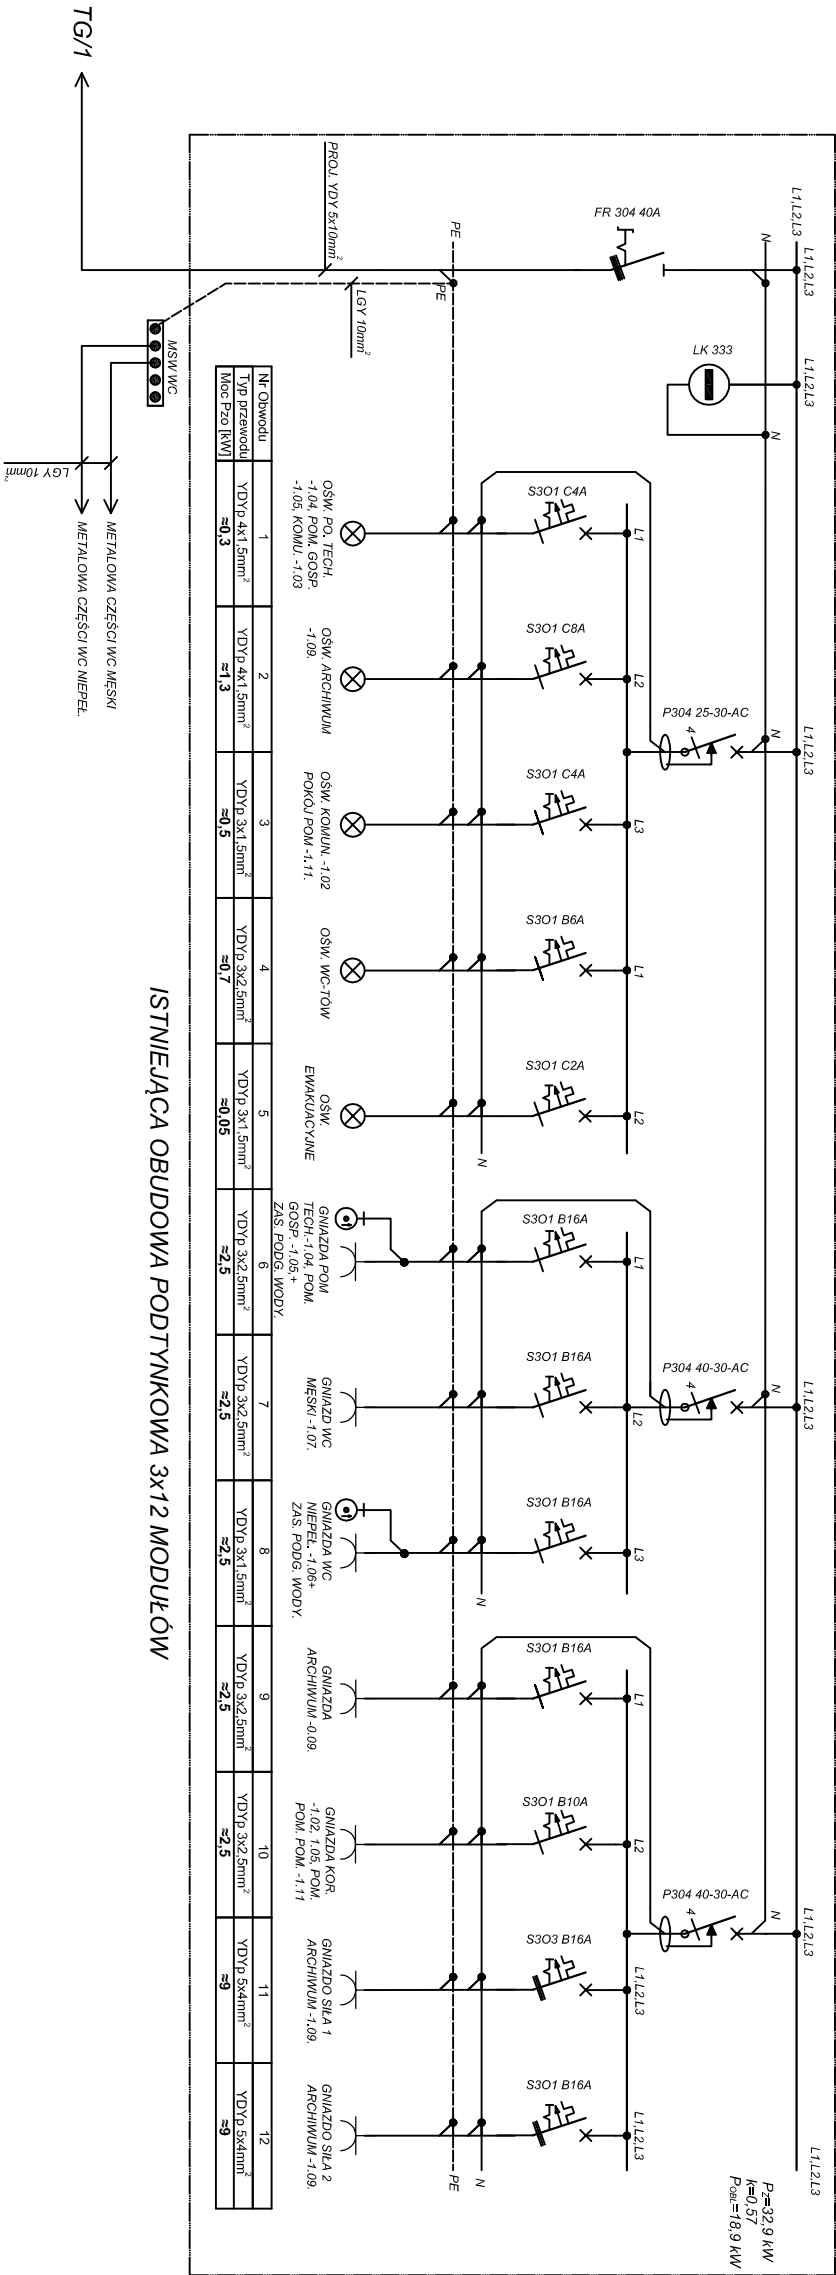 TG/1
PROJ. YDY 5x10mm²
LGY 10mm²
PE
PE
FR 304 40A
N
L1,L2,L3
L1,L2,L3
MSW WC
LGY 10mm²
METALOWA CZĘŚCI WC MĘSKI
METALOWA CZĘŚCI WC NIEPEŁ.
LK 333
L1,L2,L3
N
P304 25-30-AC
4
N
L1,L2,L3
S3O1 C4A
L1
S3O1 C8A
L2
S3O1 C4A
L3
S3O1 B6A
L1
S3O1 C2A
L2
N
P304 40-30-AC
4
N
L1,L2,L3
S3O1 B16A
L1
S3O1 B16A
L2
S3O1 B16A
L3
N
P304 40-30-AC
4
N
L1,L2,L3
S3O1 B16A
L1
S3O1 B10A
L2
S3O3 B16A
L1,L2,L3
S3O1 B16A
L1,L2,L3
N
PE
L1,L2,L3
Pz=32,9 kW
k=0,57
POBL=18,9 kW
OŚW. PO. TECH.
-1.04, POM. GOSP.
-1.05, KOMU. -1.03
OŚW. ARCHIWUM
-1.09.
OŚW. KOMUN. -1.02
POKÓJ POM -1.11.
OŚW. WC-TÓW
OŚW.
EWAKUACYJNE
GNIAZDA POM
TECH.-1.04, POM.
GOSP. -1.05,+
ZAS. PODG. WODY.
GNIAZD WC
MĘSKI -1.07.
GNIAZDA WC
NIEPEŁ. -1.06+
ZAS. PODG. WODY.
GNIAZDA
ARCHIWUM -0.09.
GNIAZDA KOR.
-1.02, 1.05, POM.
POM. POM. -1.11
GNIAZDO SIŁA 1
ARCHIWUM -1.09.
GNIAZDO SIŁA 2
ARCHIWUM -1.09.
Nr Obwodu 1 2 3 4 5 6 7 8 9 10 11 12
Typ przewodu YDYp 4x1,5mm² YDYp 4x1,5mm² YDYp 3x1,5mm² YDYp 3x2,5mm² YDYp 3x1,5mm² YDYp 3x2,5mm² YDYp 3x2,5mm² YDYp 3x1,5mm² YDYp 3x2,5mm² YDYp 3x2,5mm² YDYp 5x4mm² YDYp 5x4mm²
Moc Pzo [kW] ≈0,3 ≈1,3 ≈0,5 ≈0,7 ≈0,05 ≈2,5 ≈2,5 ≈2,5 ≈2,5 ≈2,5 ≈9 ≈9
ISTNIEJĄCA OBUDOWA PODTYNKOWA 3x12 MODUŁÓW